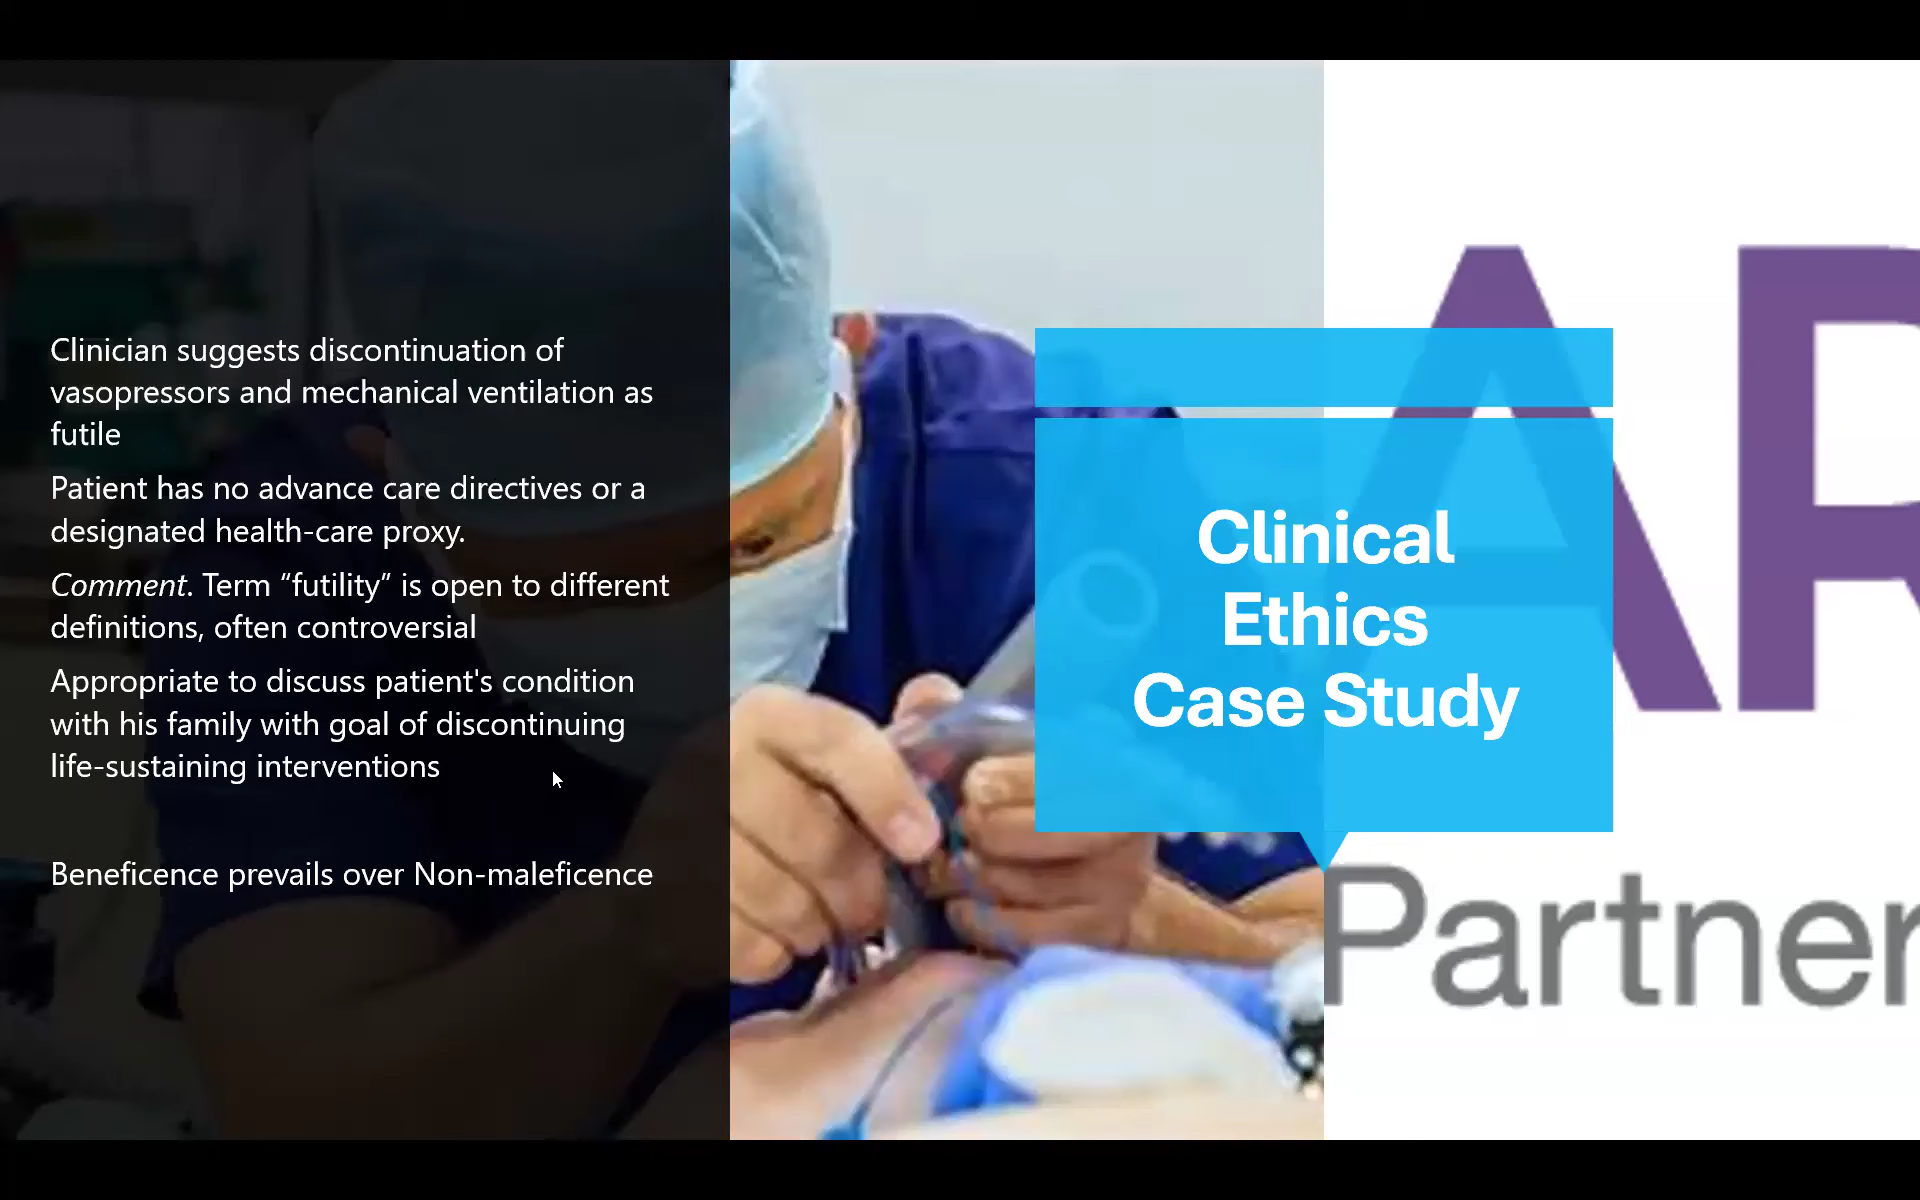 Clinician suggests discontinuation of
vasopressors and mechanical ventilation as
futile
Patient has no advance care directives or a
designated health-care proxy.
Comment. Term “futility” is open to different
definitions, often controversial
Appropriate to discuss patient's condition
with his family with goal of discontinuing
life-sustaining interventions
Beneficence prevails over Non-maleficence
Clinical
Ethics
Case Study
AR
Partner